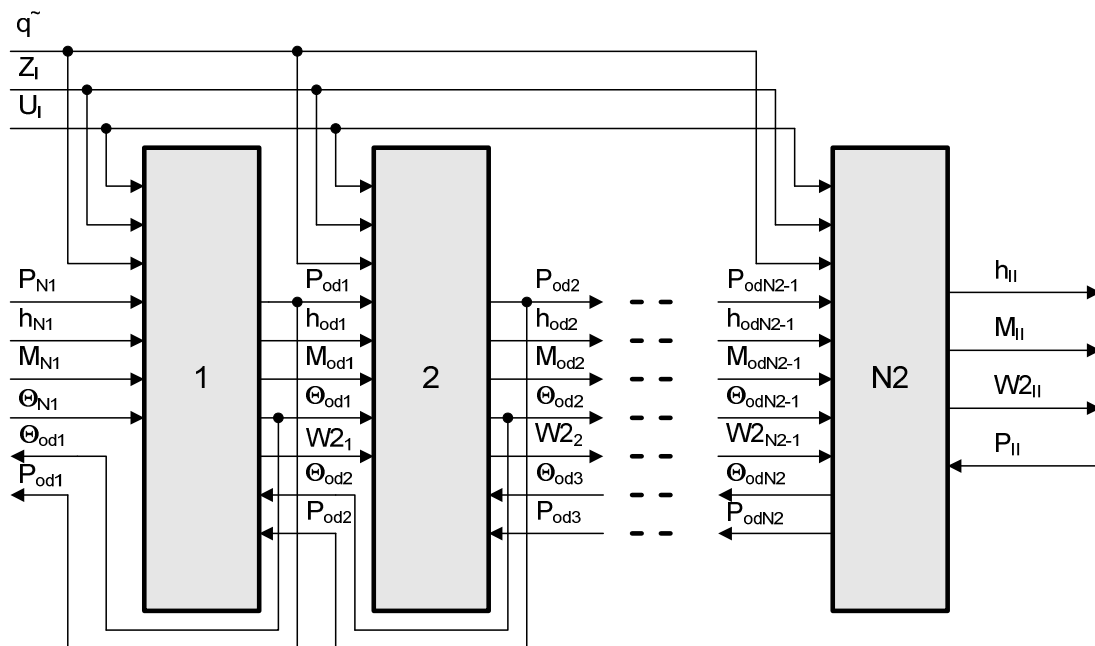 q~
Z_I
U_I
P_N1 P_od1 P_od2 P_odN2-1 h_II
h_N1 h_od1 h_od2 h_odN2-1
M_N1 M_od1 M_od2 M_odN2-1 M_II
1 2 N2
Θ_N1 Θ_od1 Θ_od2 Θ_odN2-1 W2_II
Θ_od1 W2_1 W2_2 W2_N2-1 P_II
P_od1 Θ_od2 Θ_od3 Θ_odN2
P_od2 P_od3 P_odN2